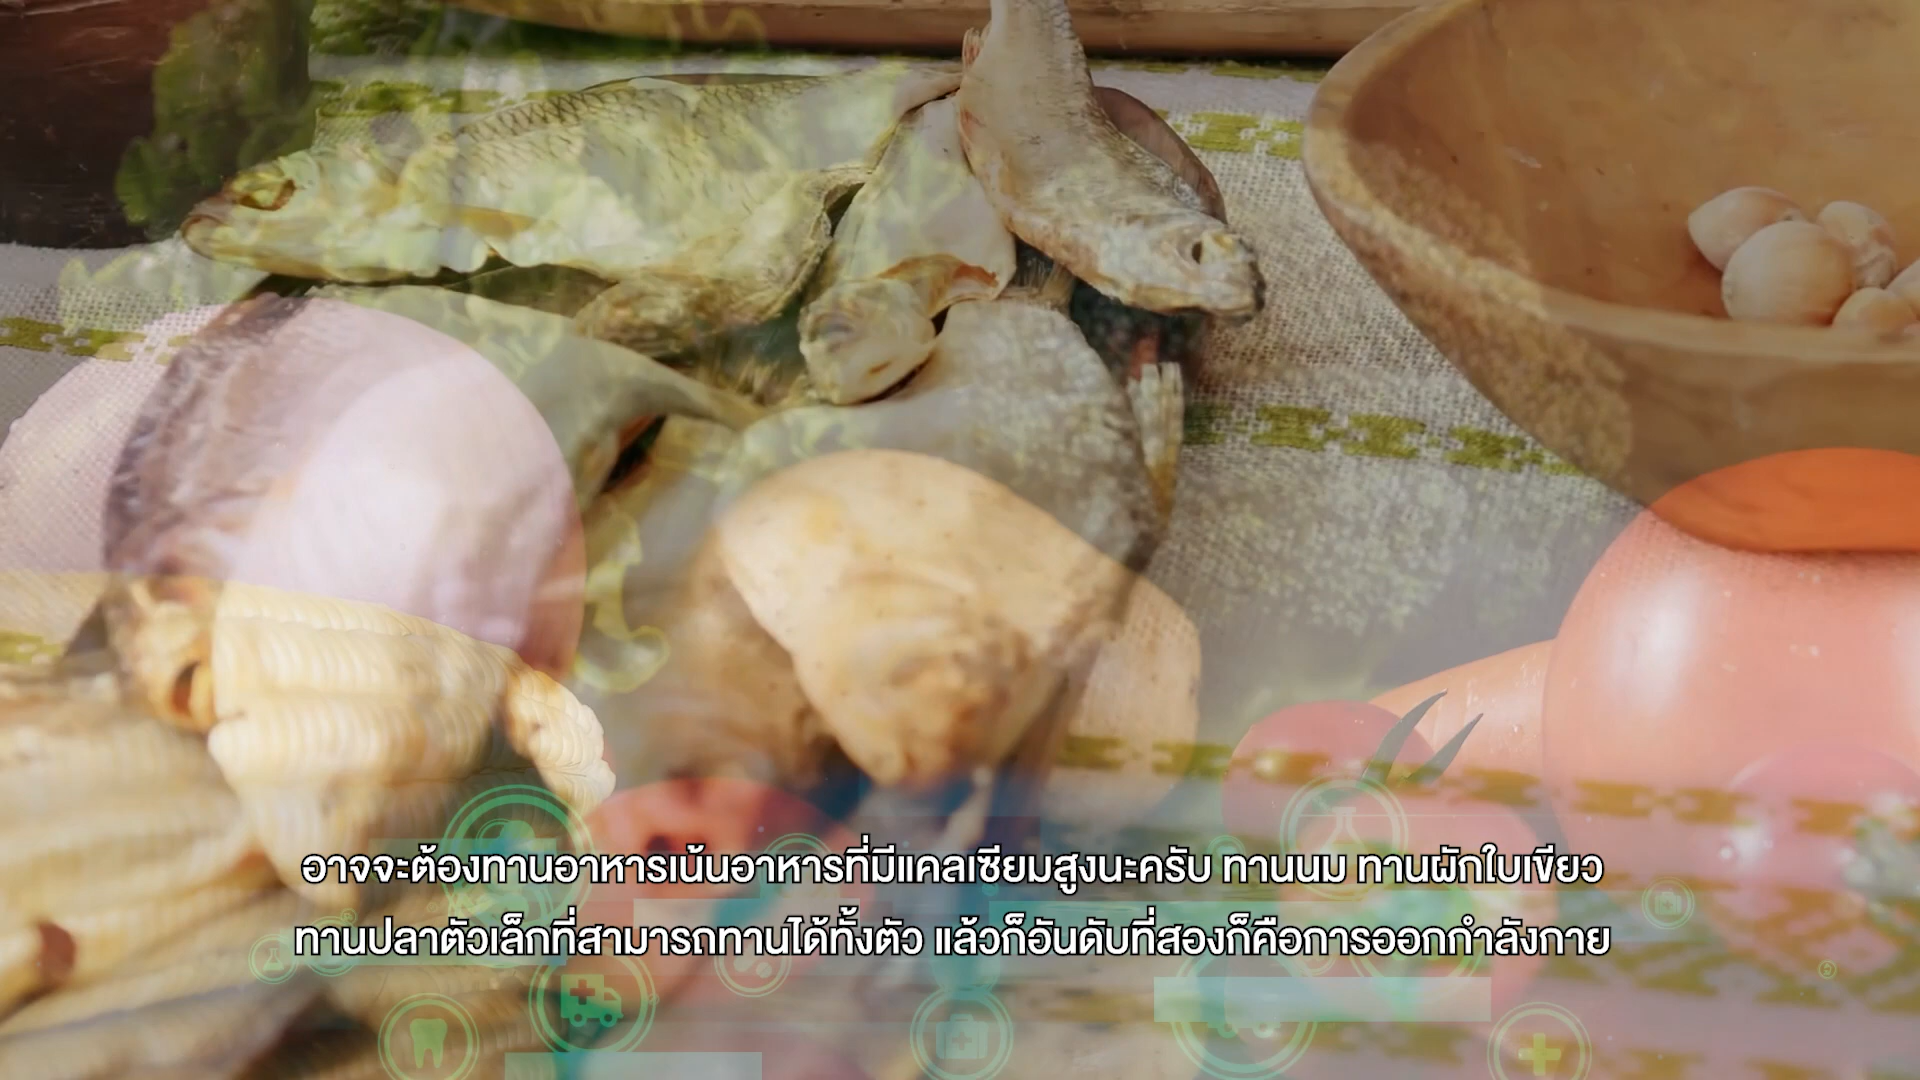 อาจจะต้องทานอาหารเน้นอาหารที่มีแคลเซียมสูงนะครับ ทานนม ทานผักใบเขียว
ทานปลาตัวเล็กที่สามารถทานได้ทั้งตัว แล้วก็อันดับที่สองก็คือการออกกำลังกาย